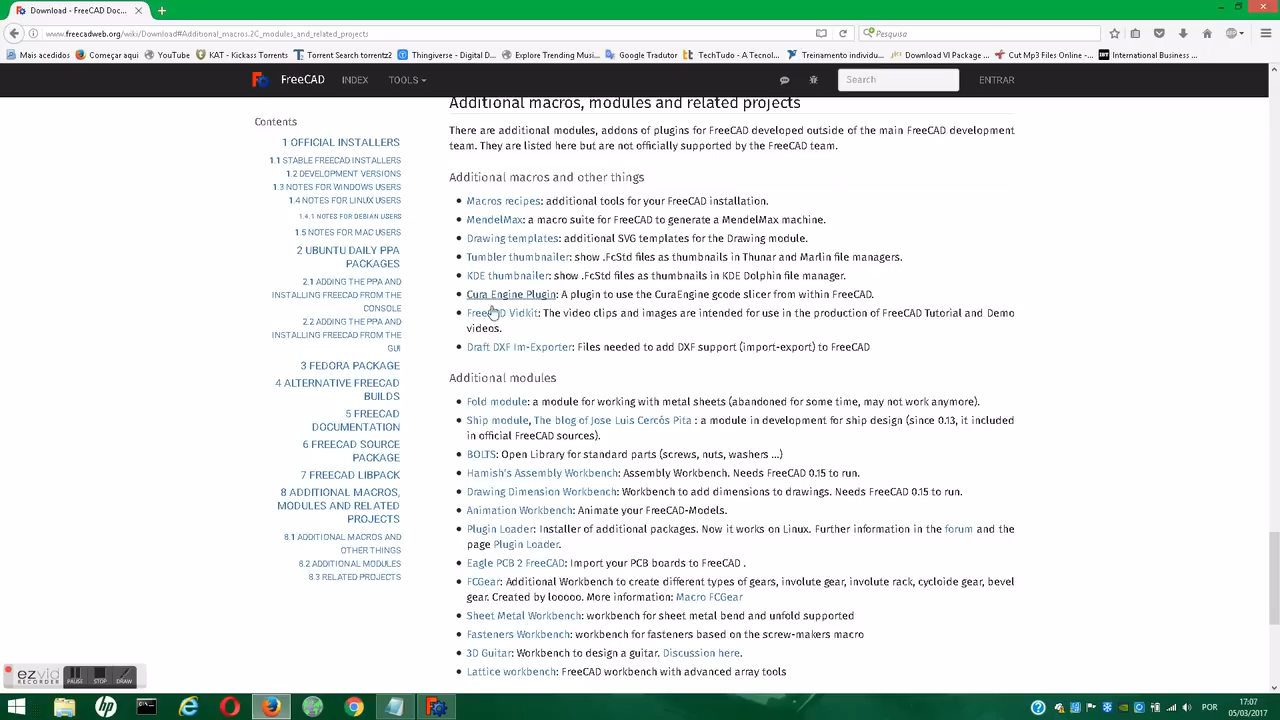 Download - FreeCAD Doc...
www.freecadweb.org/wiki/Download#Additional_macros.2C_modules_and_related_projects
Pesquisa
Mais acedidos
Começar aqui
YouTube
KAT - Kickass Torrents
Torrent Search torrentz2
Thingiverse - Digital D...
Explore Trending Musi...
Google Tradutor
TechTudo - A Tecnol...
Treinamento individu...
Download VI Package ...
Cut Mp3 Files Online -...
International Business ...
FreeCAD
INDEX
TOOLS
Search
ENTRAR
Contents
1 OFFICIAL INSTALLERS
1.1 STABLE FREECAD INSTALLERS
1.2 DEVELOPMENT VERSIONS
1.3 NOTES FOR WINDOWS USERS
1.4 NOTES FOR LINUX USERS
1.4.1 NOTES FOR DEBIAN USERS
1.5 NOTES FOR MAC USERS
2 UBUNTU DAILY PPA
PACKAGES
2.1 ADDING THE PPA AND
INSTALLING FREECAD FROM THE
CONSOLE
2.2 ADDING THE PPA AND
INSTALLING FREECAD FROM THE
GUI
3 FEDORA PACKAGE
4 ALTERNATIVE FREECAD
BUILDS
5 FREECAD
DOCUMENTATION
6 FREECAD SOURCE
PACKAGE
7 FREECAD LIBPACK
8 ADDITIONAL MACROS,
MODULES AND RELATED
PROJECTS
8.1 ADDITIONAL MACROS AND
OTHER THINGS
8.2 ADDITIONAL MODULES
8.3 RELATED PROJECTS
Additional macros, modules and related projects
There are additional modules, addons of plugins for FreeCAD developed outside of the main FreeCAD development
team. They are listed here but are not officially supported by the FreeCAD team.
Additional macros and other things
Macros recipes: additional tools for your FreeCAD installation.
MendelMax: a macro suite for FreeCAD to generate a MendelMax machine.
Drawing templates: additional SVG templates for the Drawing module.
Tumbler thumbnailer: show .FcStd files as thumbnails in Thunar and Marlin file managers.
KDE thumbnailer: show .FcStd files as thumbnails in KDE Dolphin file manager.
Cura Engine Plugin: A plugin to use the CuraEngine gcode slicer from within FreeCAD.
FreeCAD Vidkit: The video clips and images are intended for use in the production of FreeCAD Tutorial and Demo
videos.
Draft DXF Im-Exporter: Files needed to add DXF support (import-export) to FreeCAD
Additional modules
Fold module: a module for working with metal sheets (abandoned for some time, may not work anymore).
Ship module, The blog of Jose Luis Cercós Pita : a module in development for ship design (since 0.13, it included
in official FreeCAD sources).
BOLTS: Open Library for standard parts (screws, nuts, washers ...)
Hamish's Assembly Workbench: Assembly Workbench. Needs FreeCAD 0.15 to run.
Drawing Dimension Workbench: Workbench to add dimensions to drawings. Needs FreeCAD 0.15 to run.
Animation Workbench: Animate your FreeCAD-Models.
Plugin Loader: Installer of additional packages. Now it works on Linux. Further information in the forum and the
page Plugin Loader.
Eagle PCB 2 FreeCAD: Import your PCB boards to FreeCAD .
FCGear: Additional Workbench to create different types of gears, involute gear, involute rack, cycloide gear, bevel
gear. Created by looooo. More information: Macro FCGear
Sheet Metal Workbench: workbench for sheet metal bend and unfold supported
Fasteners Workbench: workbench for fasteners based on the screw-makers macro
3D Guitar: Workbench to design a guitar. Discussion here.
Lattice workbench: FreeCAD workbench with advanced array tools
ezvid
RECORDER
PAUSE
STOP
DRAW
POR
17:07
05/03/2017